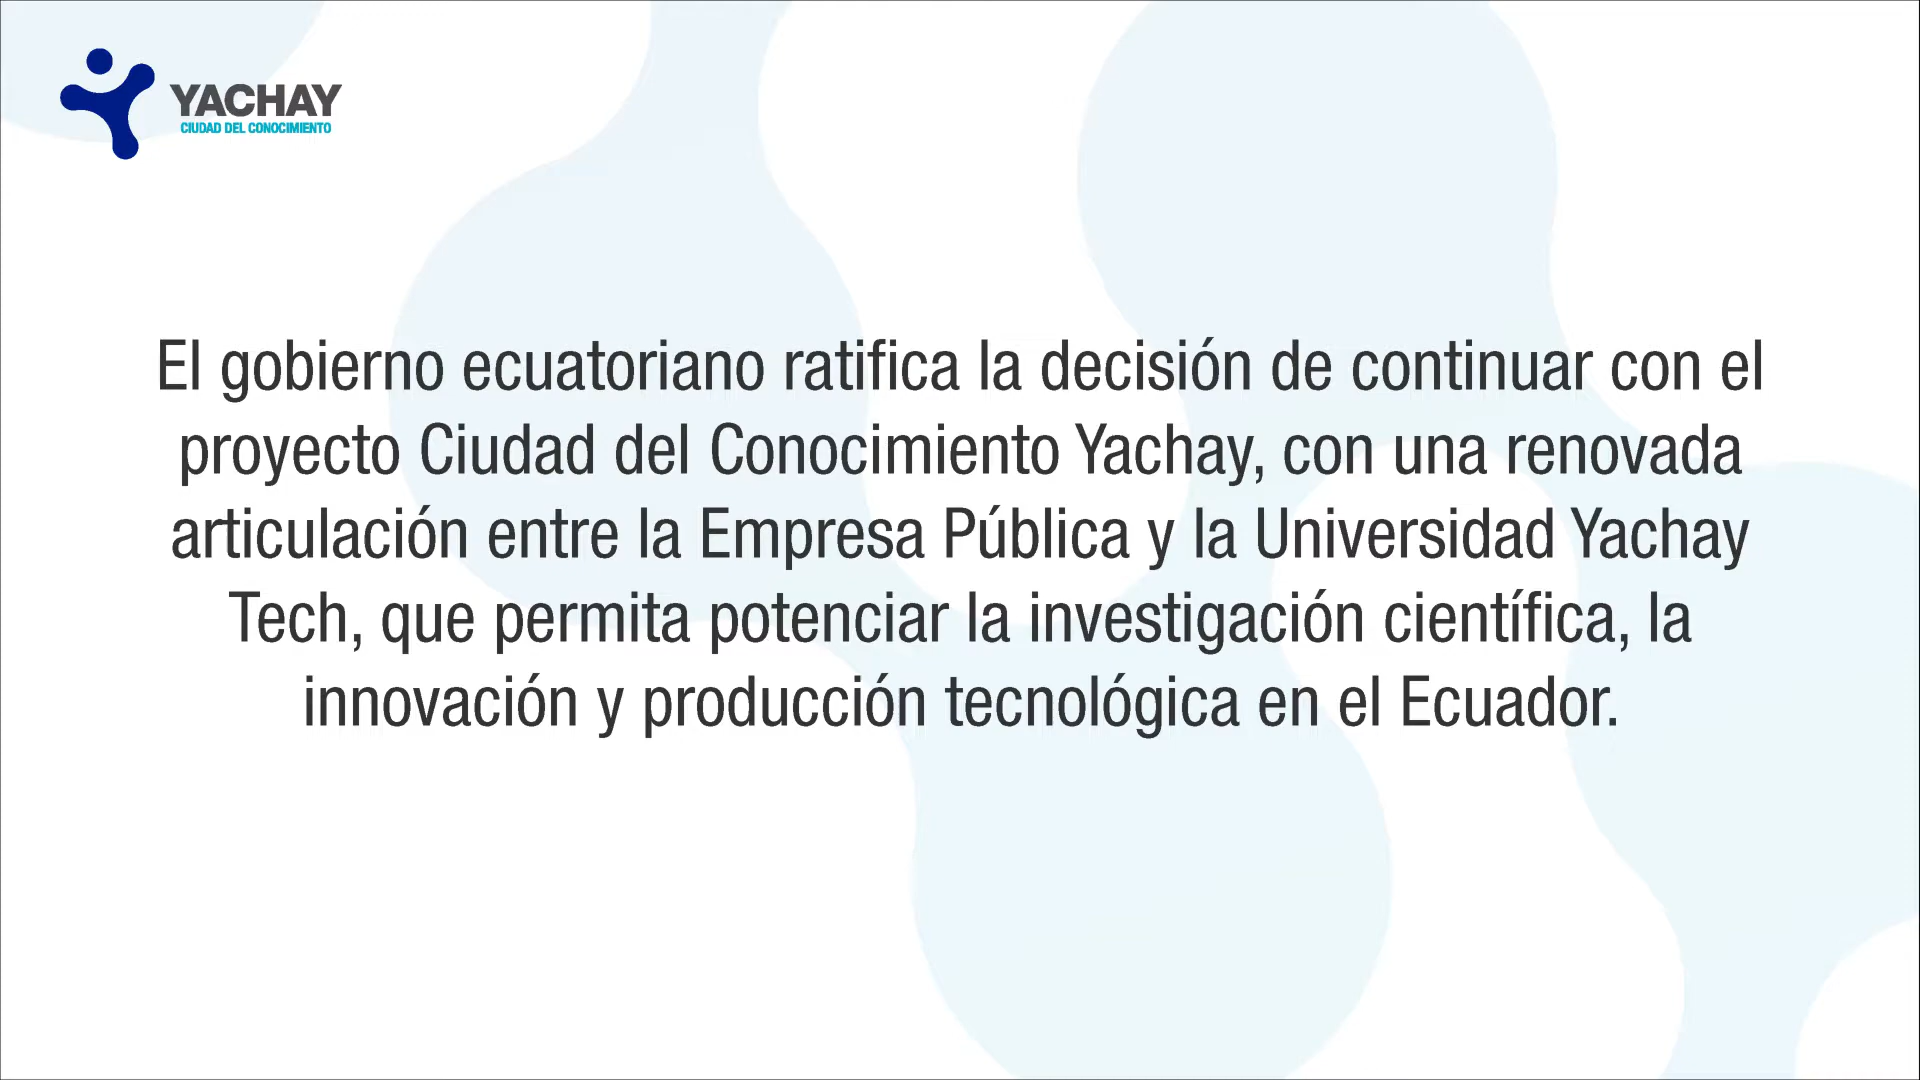 YACHAY
CIUDAD DEL CONOCIMIENTO
El gobierno ecuatoriano ratifica la decisión de continuar con el
proyecto Ciudad del Conocimiento Yachay, con una renovada
articulación entre la Empresa Pública y la Universidad Yachay
Tech, que permita potenciar la investigación científica, la
innovación y producción tecnológica en el Ecuador.